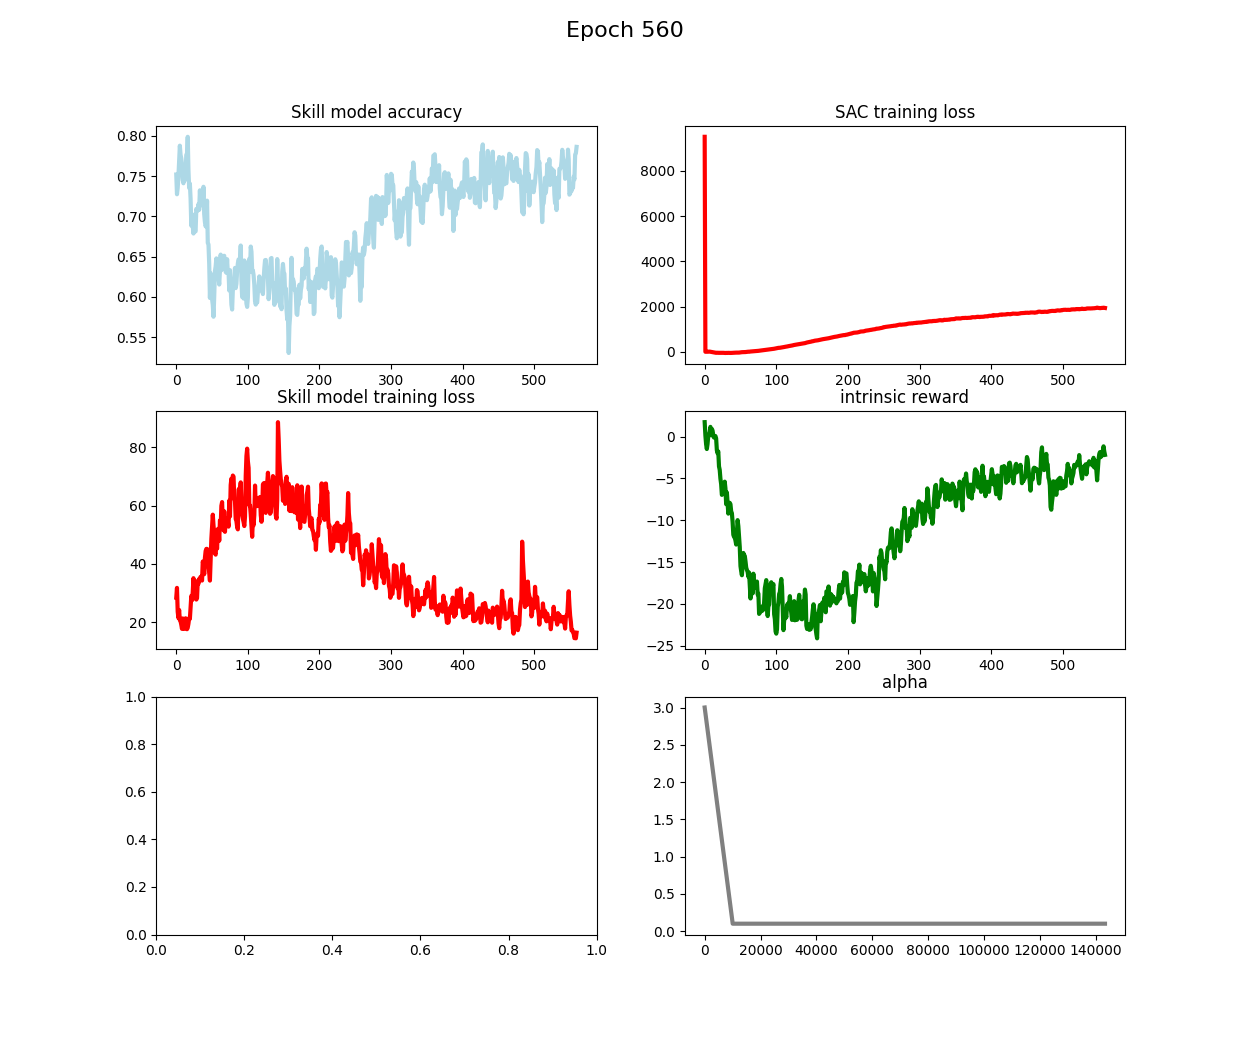 Epoch 560
Skill model accuracy
0.80
0.75
0.70
0.65
0.60
0.55
0 100 200 300 400 500
SAC training loss
8000
6000
4000
2000
0
0 100 200 300 400 500
Skill model training loss
80
60
40
20
0 100 200 300 400 500
intrinsic reward
0
−5
−10
−15
−20
−25
0 100 200 300 400 500
1.0
0.8
0.6
0.4
0.2
0.0
0.0 0.2 0.4 0.6 0.8 1.0
alpha
3.0
2.5
2.0
1.5
1.0
0.5
0.0
0 20000 40000 60000 80000 100000 120000 140000